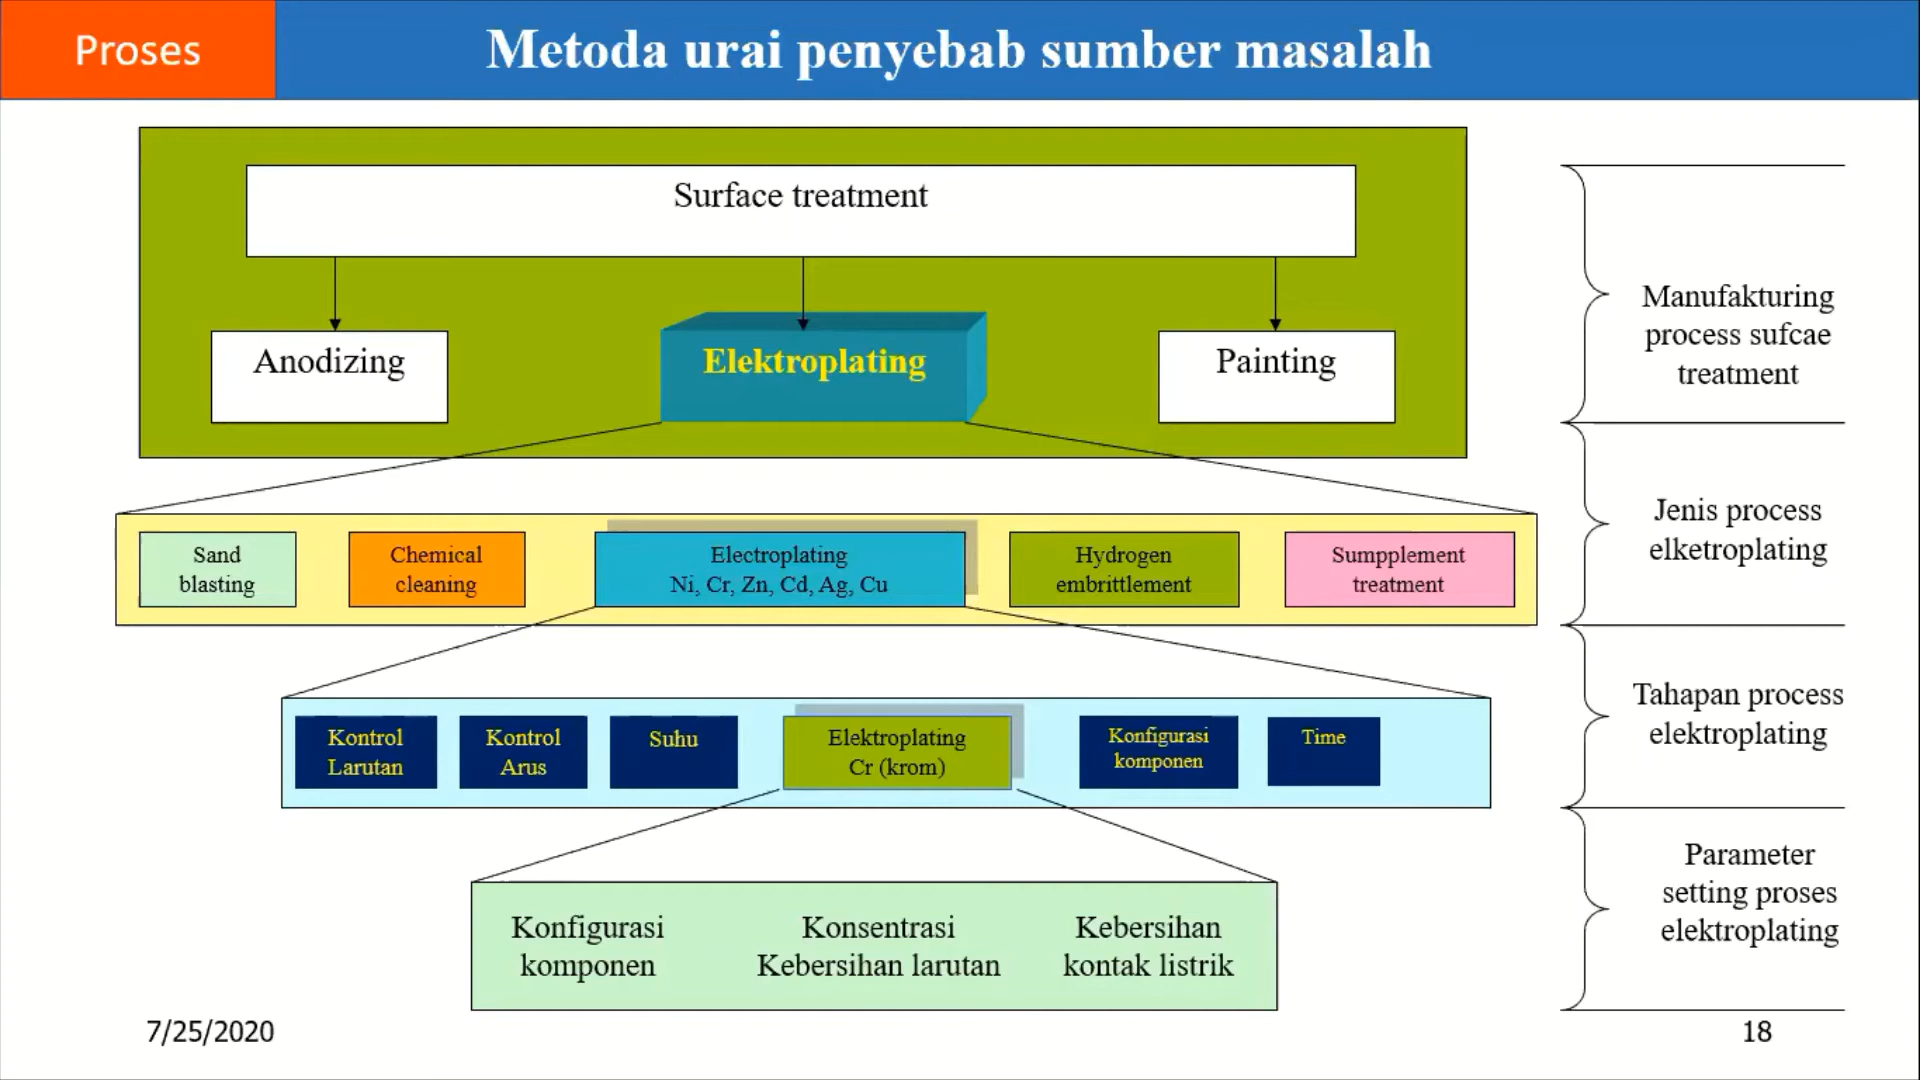 Proses
Metoda urai penyebab sumber masalah
Surface treatment
Anodizing
Elektroplating
Painting
Manufakturing
process sufcae
treatment
Sand
blasting
Chemical
cleaning
Electroplating
Ni, Cr, Zn, Cd, Ag, Cu
Hydrogen
embrittlement
Sumpplement
treatment
Jenis process
elketroplating
Kontrol
Larutan
Kontrol
Arus
Suhu
Elektroplating
Cr (krom)
Konfigurasi
komponen
Time
Tahapan process
elektroplating
Konfigurasi
komponen
Konsentrasi
Kebersihan larutan
Kebersihan
kontak listrik
Parameter
setting proses
elektroplating
7/25/2020
18